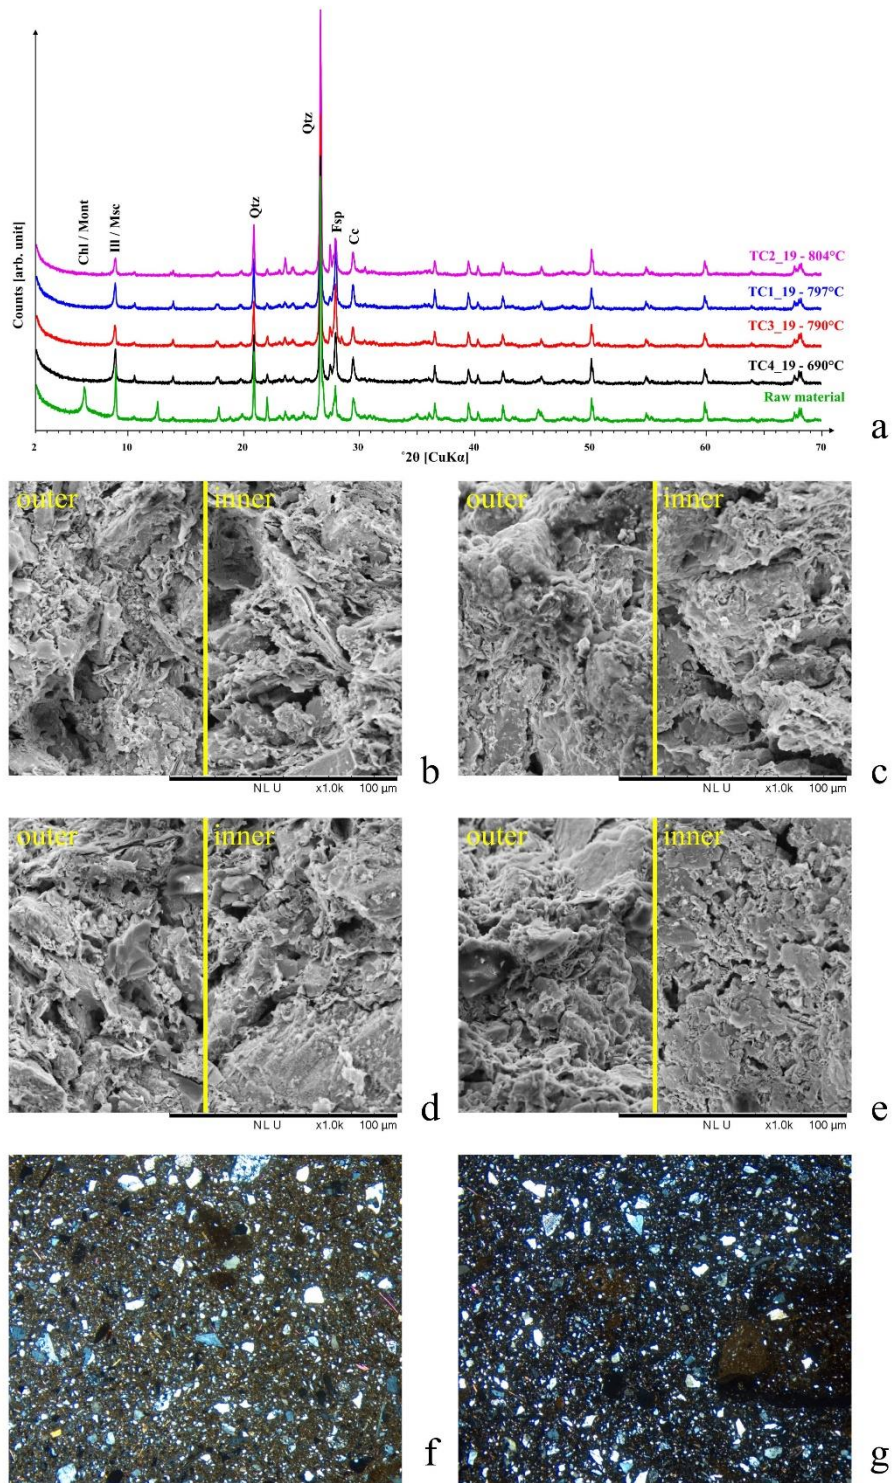 Counts [arb. unit]
Chl / Mont
Ill / Msc
Qtz
Qtz
Fsp
Cc
TC2_19 - 804°C
TC1_19 - 797°C
TC3_19 - 790°C
TC4_19 - 690°C
Raw material
2 10 20 30 40 50 60 70
°2θ [CuKα]
a
outer inner
NL U x1.0k 100 µm
b
outer inner
NL U x1.0k 100 µm
c
outer inner
NL U x1.0k 100 µm
d
outer inner
NL U x1.0k 100 µm
e
f
g